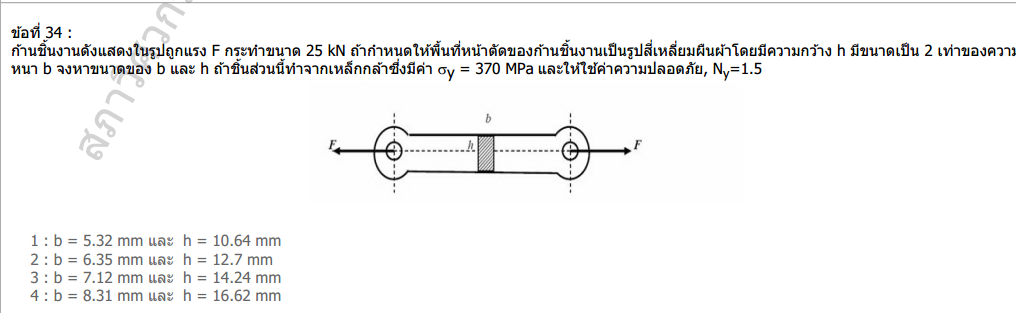 ข้อที่ 34 :
ก้านชิ้นงานดังแสดงในรูปถูกแรง F กระทำขนาด 25 kN ถ้ากำหนดให้พื้นที่หน้าตัดของก้านชิ้นงานเป็นรูปสี่เหลี่ยมผืนผ้าโดยมีความกว้าง h มีขนาดเป็น 2 เท่าของความ
หนา b จงหาขนาดของ b และ h ถ้าชิ้นส่วนนี้ทำจากเหล็กกล้าซึ่งมีค่า σy = 370 MPa และให้ใช้ค่าความปลอดภัย, Ny=1.5
b
F h F
1 : b = 5.32 mm และ h = 10.64 mm
2 : b = 6.35 mm และ h = 12.7 mm
3 : b = 7.12 mm และ h = 14.24 mm
4 : b = 8.31 mm และ h = 16.62 mm